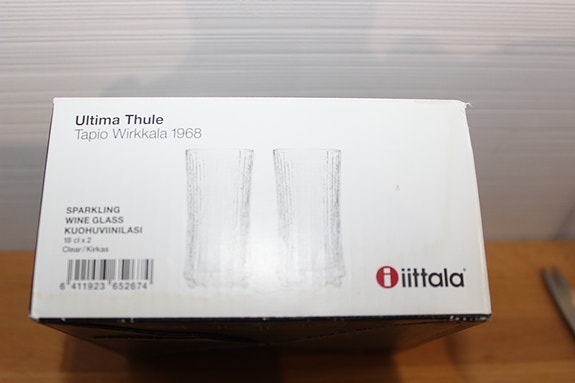 Ultima Thule
Tapio Wirkkala 1968
SPARKLING
WINE GLASS
KUOHUVIINILASI
18 cl x 2
Clear/Kirkas
6 411923 652674
i iittala